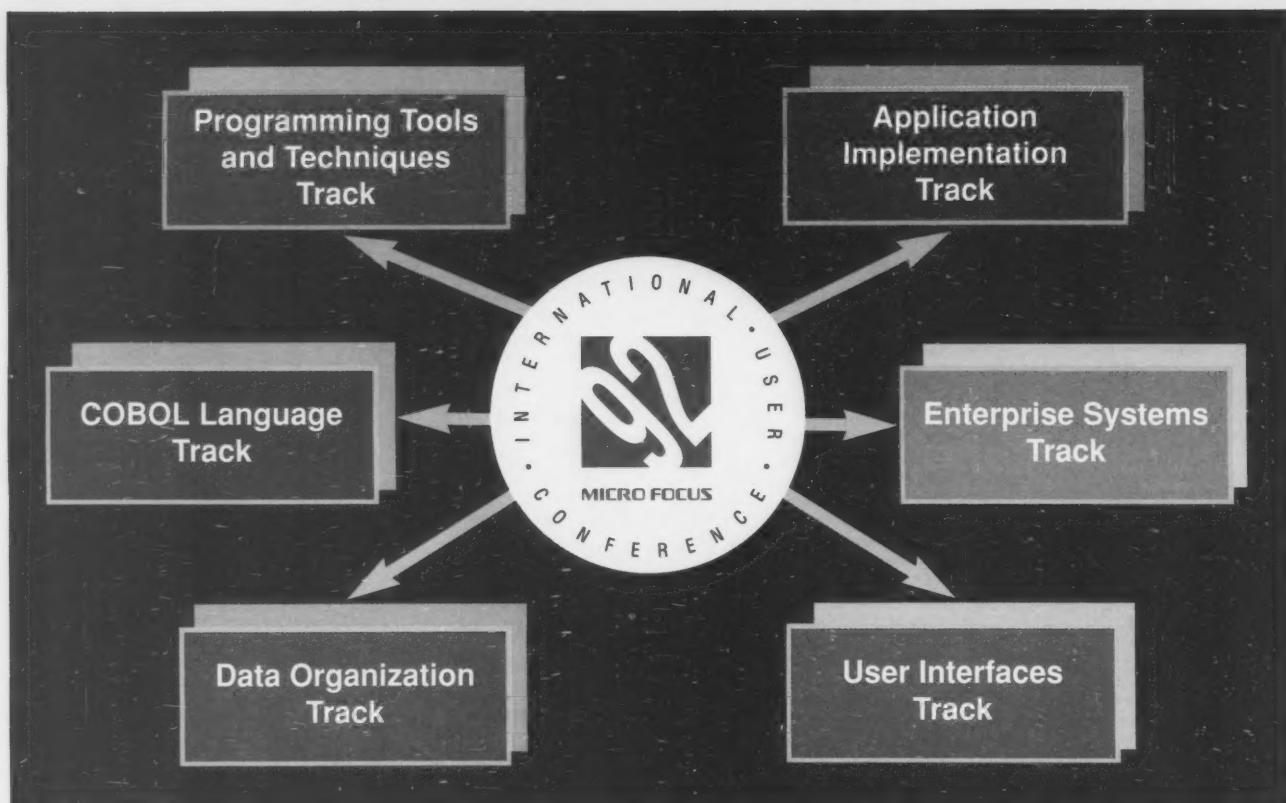 Programming Tools
and Techniques
Track
Application
Implementation
Track
INTERNATIONAL • USER • CONFERENCE •
92
MICRO FOCUS
COBOL Language
Track
Enterprise Systems
Track
Data Organization
Track
User Interfaces
Track